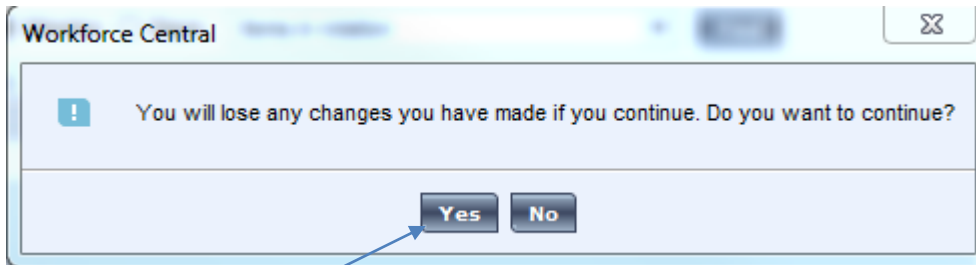 Workforce Central
You will lose any changes you have made if you continue. Do you want to continue?
Yes No